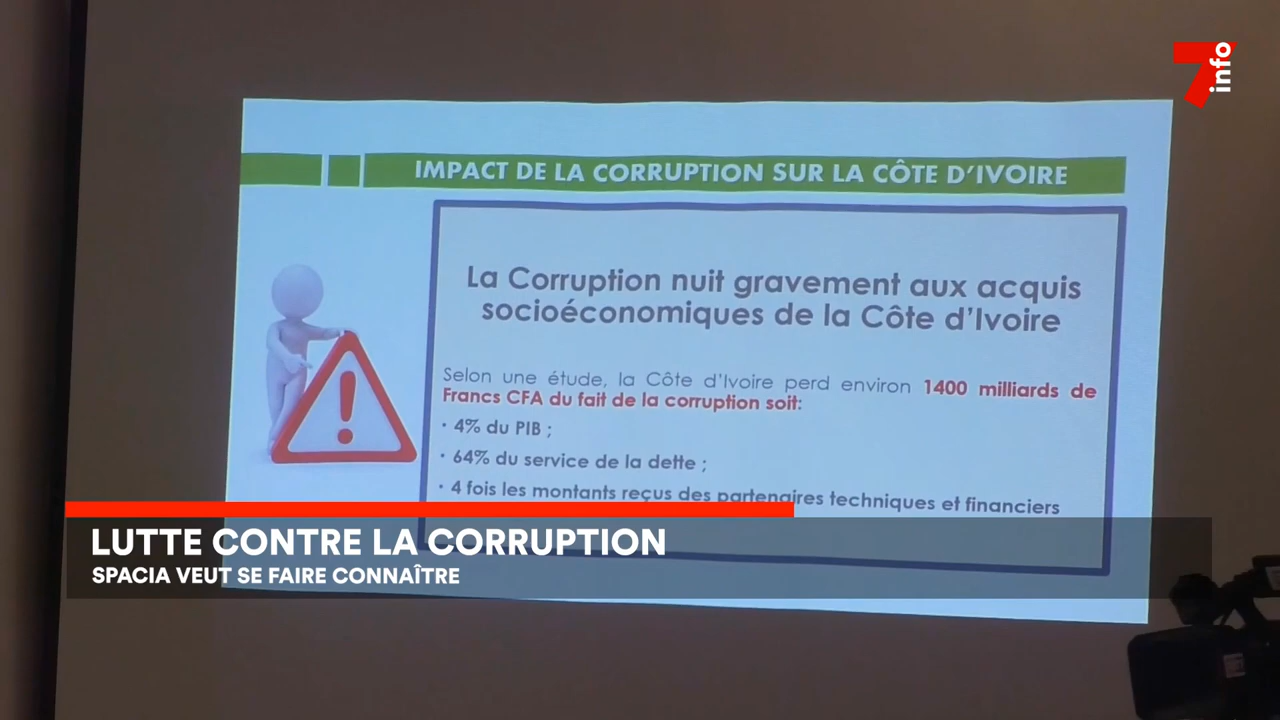 7info
IMPACT DE LA CORRUPTION SUR LA CÔTE D'IVOIRE
La Corruption nuit gravement aux acquis
socioéconomiques de la Côte d'Ivoire
Selon une étude, la Côte d'Ivoire perd environ 1400 milliards de
Francs CFA du fait de la corruption soit:
• 4% du PIB ;
• 64% du service de la dette ;
• 4 fois les montants reçus des partenaires techniques et financiers
LUTTE CONTRE LA CORRUPTION
SPACIA VEUT SE FAIRE CONNAÎTRE